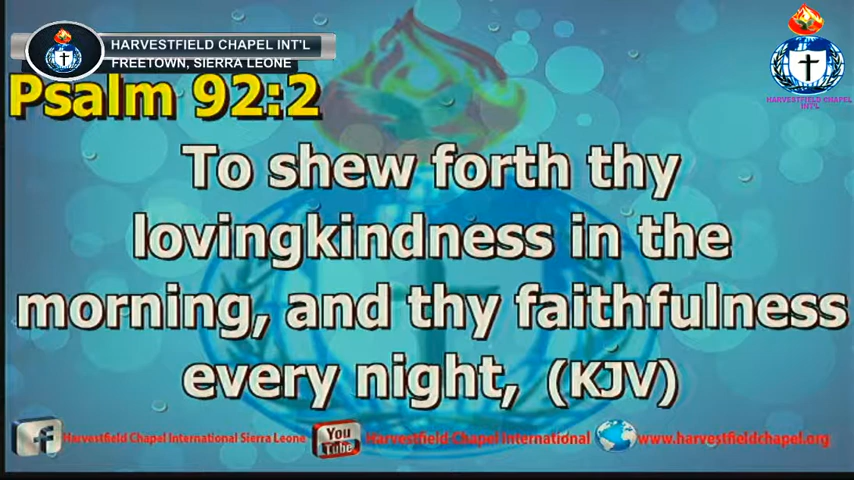 HARVESTFIELD CHAPEL INT'L
FREETOWN, SIERRA LEONE
HARVESTFIELD CHAPEL
INT'L
Psalm 92:2
To shew forth thy
lovingkindness in the
morning, and thy faithfulness
every night, (KJV)
f Harvestfield Chapel International Sierra Leone
You Tube Harvestfield Chapel International
www.harvestfieldchapel.org